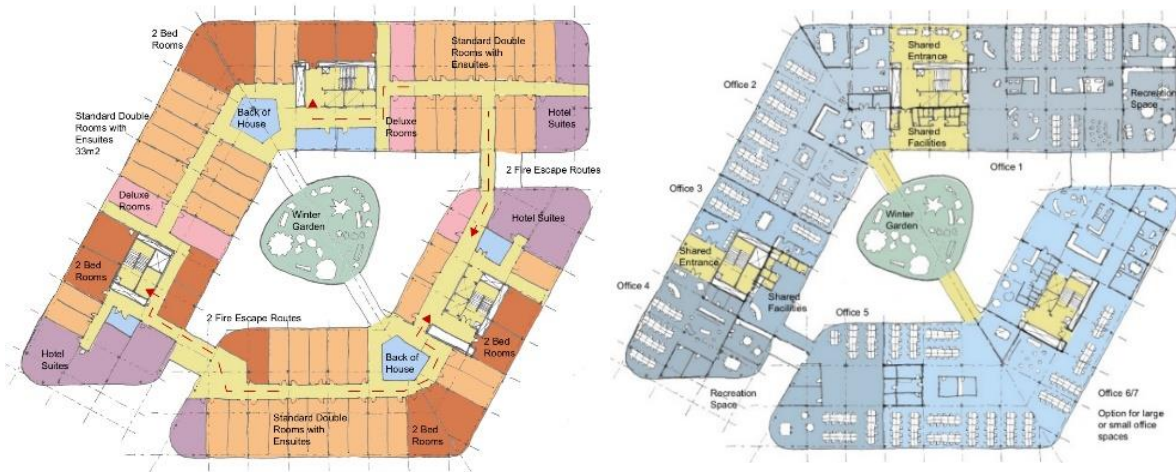 2 Bed
Rooms
Standard Double
Rooms with
Ensuites
Back of
House
Deluxe
Rooms
Hotel
Suites
Standard Double
Rooms with
Ensuites
33m2
2 Fire Escape Routes
Deluxe
Rooms
Winter
Garden
Hotel Suites
2 Bed
Rooms
2 Fire Escape Routes
2 Bed
Rooms
Hotel
Suites
Back of
House
Standard Double
Rooms with
Ensuites
2 Bed
Rooms
Shared
Entrance
Office 2
Recreation
Space
Shared
Facilities
Office 1
Office 3
Winter
Garden
Shared
Entrance
Office 4
Shared
Facilities
Office 5
Recreation
Space
Office 6/7
Option for large
or small office
spaces